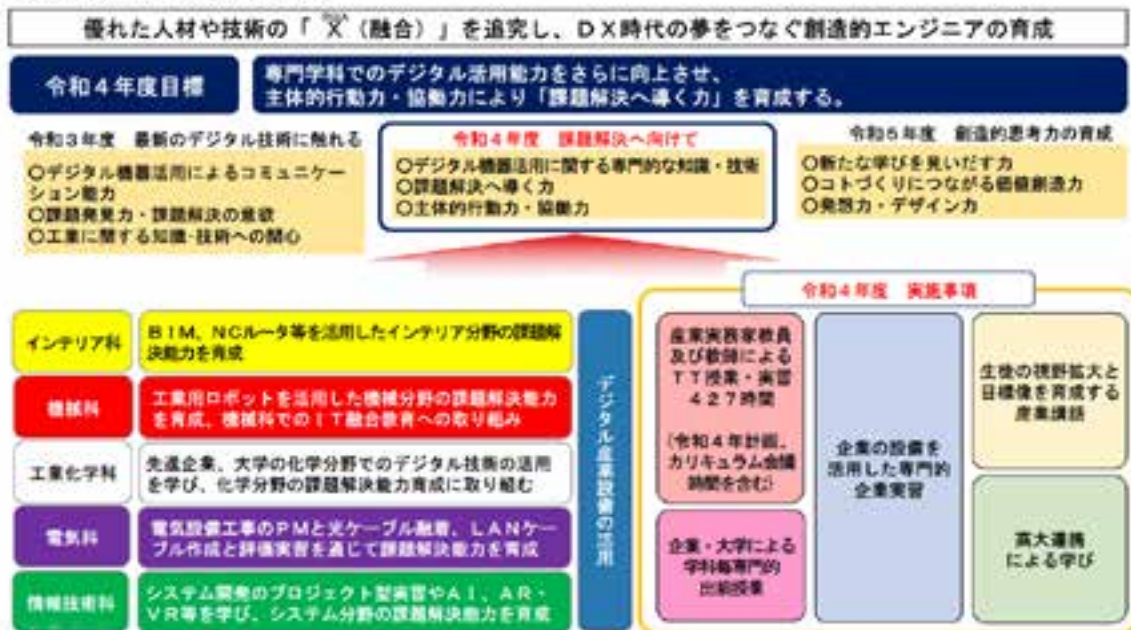 優れた人材や技術の「X（融合）」を追究し、DX時代の夢をつなぐ創造的エンジニアの育成
令和4年度目標
専門学科でのデジタル活用能力をさらに向上させ、
主体的行動力・協働力により「課題解決へ導く力」を育成する。
令和3年度　最新のデジタル技術に触れる
○デジタル機器活用によるコミュニケー
ション能力
○課題発見力・課題解決の意欲
○工業に関する知識・技術への関心
令和4年度　課題解決へ向けて
○デジタル機器活用に関する専門的な知識・技術
○課題解決へ導く力
○主体的行動力・協働力
令和5年度　創造的思考力の育成
○新たな学びを見いだす力
○コトづくりにつながる価値創造力
○発想力・デザイン力
インテリア科
BIM、NCルータ等を活用したインテリア分野の課題解
決能力を育成
機械科
工業用ロボットを活用した機械分野の課題解決能力
を育成、機械科でのIT融合教育への取り組み
工業化学科
先進企業、大学の化学分野でのデジタル技術の活用
を学び、化学分野の課題解決能力育成に取り組む
電気科
電気設備工事のPMと光ケーブル融着、LANケー
ブル作成と評価実習を通じて課題解決能力を育成
情報技術科
システム開発のプロジェクト型実習やAI、AR・
VR等を学び、システム分野の課題解決能力を育成
デジタル産業設備の活用
令和4年度　実施事項
産業実務家教員
及び教師による
TT授業・実習
427時間
(令和4年計画、
カリキュラム会議
時間を含む)
企業・大学による
学科毎専門的
出前授業
企業の設備を
活用した専門的
企業実習
生徒の視野拡大と
目標像を育成する
産業講話
高大連携
による学び